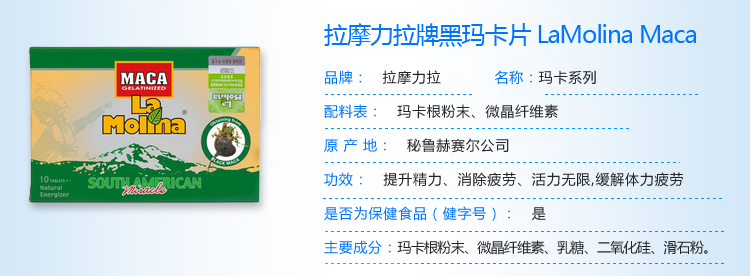 拉摩力拉牌黑玛卡片 LaMolina Maca
品牌： 拉摩力拉 名称：玛卡系列
配料表： 玛卡根粉末、微晶纤维素
原 产 地： 秘鲁赫赛尔公司
功效： 提升精力、消除疲劳、活力无限,缓解体力疲劳
是否为保健食品（健字号）： 是
主要成分：玛卡根粉末、微晶纤维素、乳糖、二氧化硅、滑石粉。
MACA
GELATINIZED
La
Molina
®
BLACK MACA
10 TABLETS
Natural
Energizer
SOUTH AMERICAN
Miracle